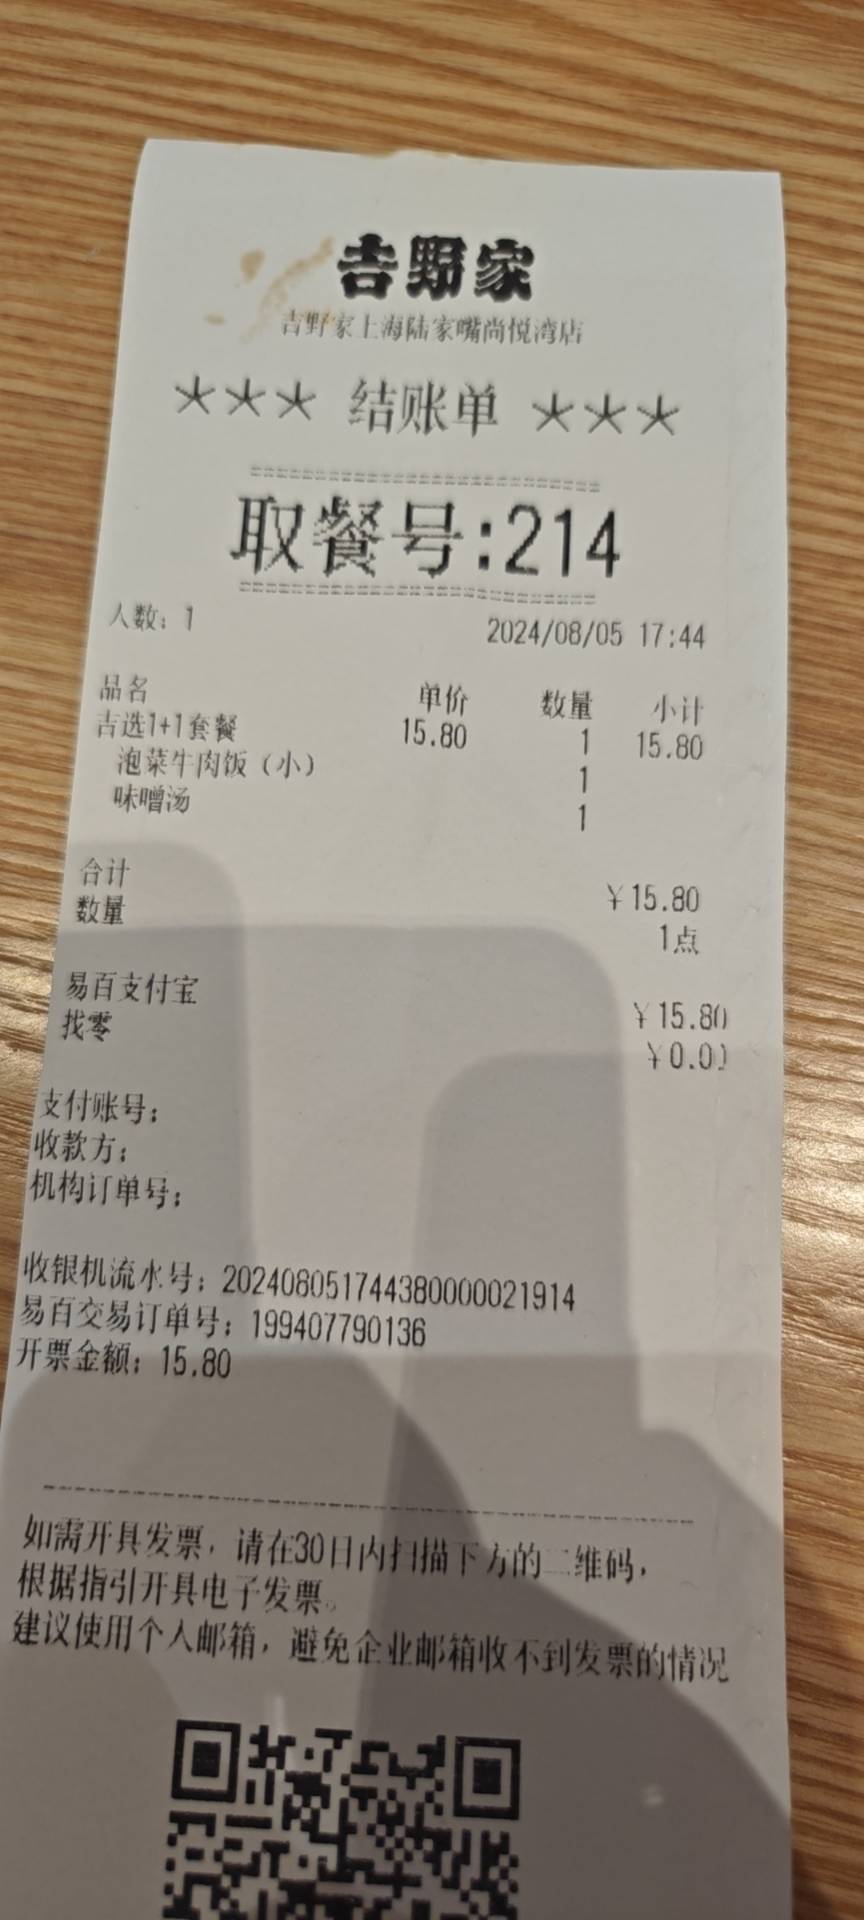 吉野家
吉野家上海陆家嘴尚悦湾店
*** 结账单 ***
取餐号:214
人数：1 2024/08/05 17:44
品名 单价 数量 小计
吉选1+1套餐 15.80 1 15.80
泡菜牛肉饭（小） 1
味噌汤 1
合计 ￥15.80
数量 1点
易百支付宝 ￥15.80
找零 ￥0.00
支付账号：
收款方：
机构订单号：
收银机流水号：202408051744380000021914
易百交易订单号：199407790136
开票金额：15.80
如需开具发票，请在30日内扫描下方的二维码，
根据指引开具电子发票。
建议使用个人邮箱，避免企业邮箱收不到发票的情况